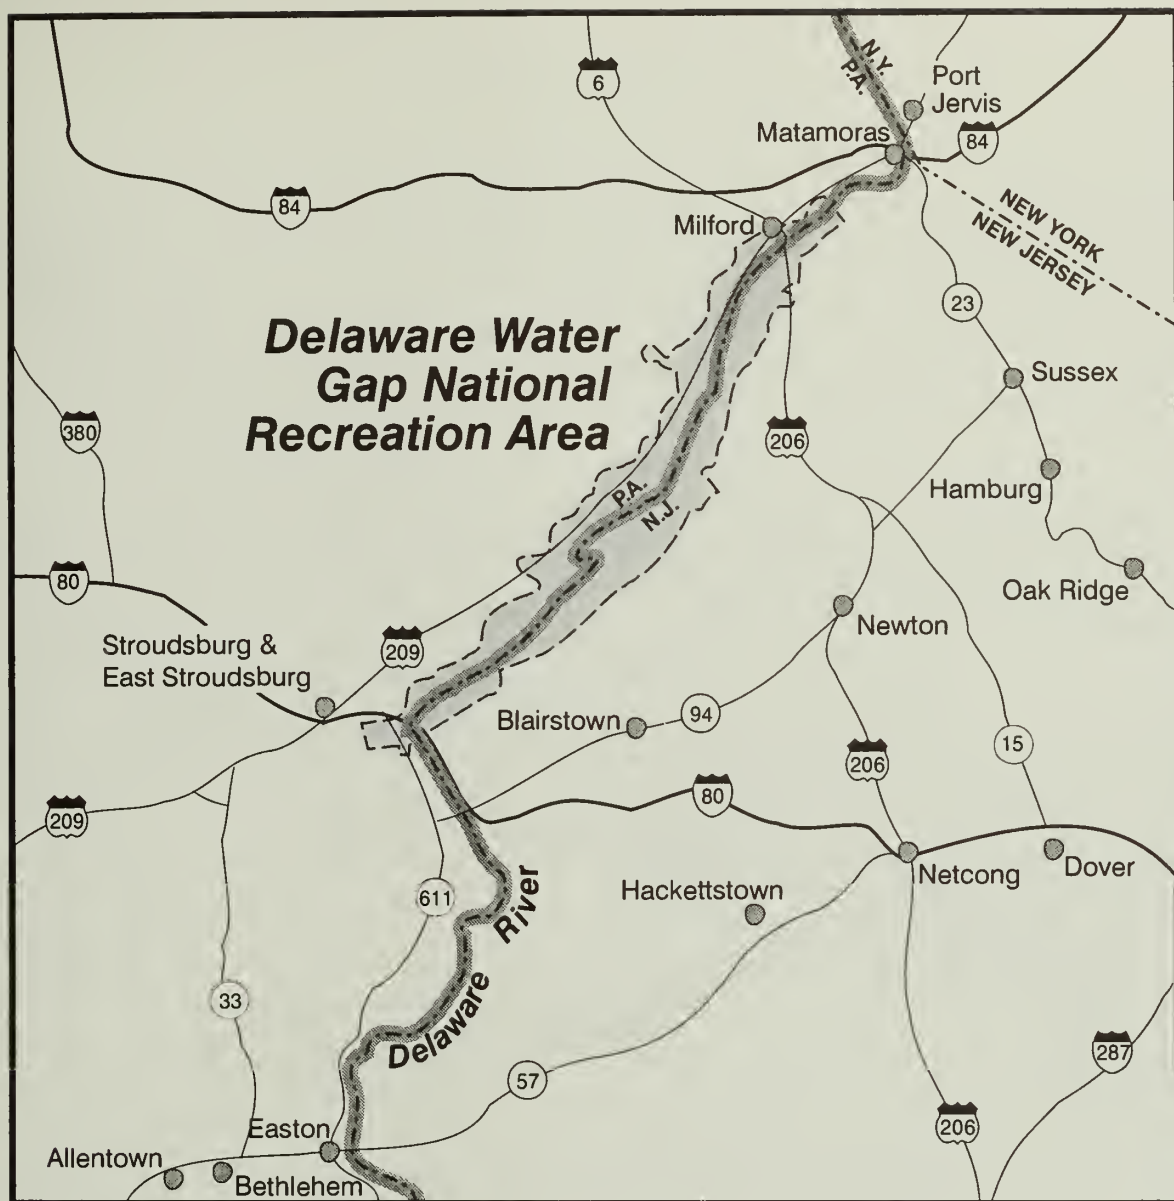 N.Y.
P.A.
6
Port
Jervis
Matamoras
84
84
Milford
NEW YORK
NEW JERSEY
23
Delaware Water
Gap National
Recreation Area
Sussex
380
206
Hamburg
P.A.
N.J.
80
Oak Ridge
Newton
Stroudsburg &
East Stroudsburg
209
Blairstown
94
15
206
80
209
Netcong
Dover
Hackettstown
611
River
Delaware
33
287
57
206
Easton
Allentown
Bethlehem